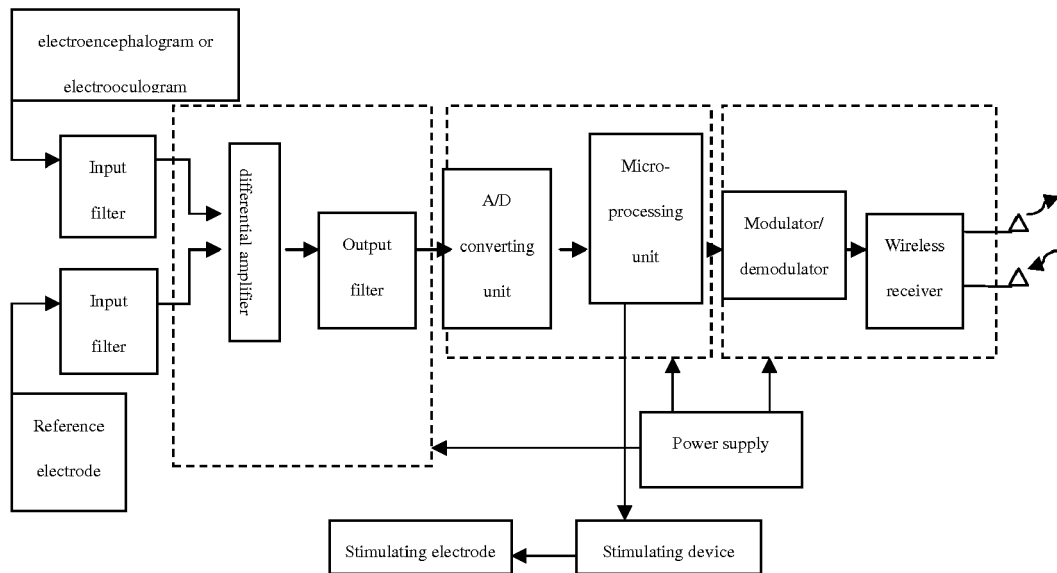 electroencephalogram or
electrooculogram
Input
filter
differential amplifier
Output
filter
A/D
converting
unit
Micro-
processing
unit
Modulator/
demodulator
Wireless
receiver
Input
filter
Reference
electrode
Power supply
Stimulating electrode
Stimulating device